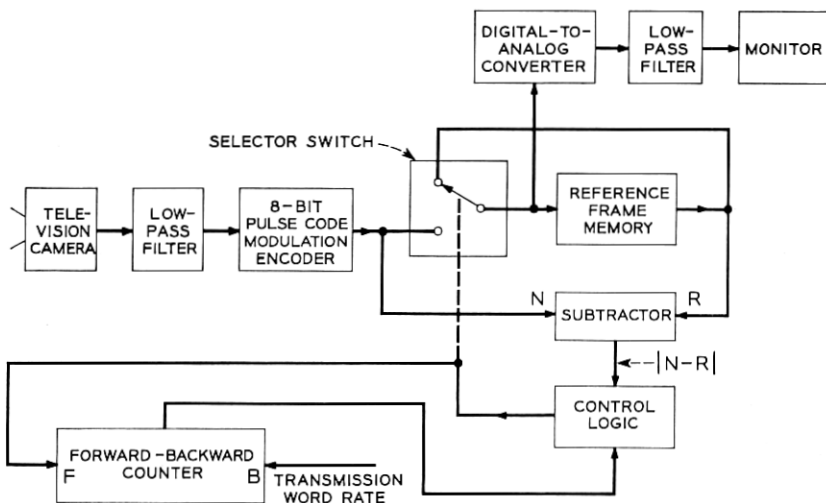 DIGITAL-TO-
ANALOG
CONVERTER
LOW-
PASS
FILTER
MONITOR
SELECTOR SWITCH
TELE-
VISION
CAMERA
LOW-
PASS
FILTER
8-BIT
PULSE CODE
MODULATION
ENCODER
REFERENCE
FRAME
MEMORY
N
R
SUBTRACTOR
|N-R|
CONTROL
LOGIC
FORWARD-BACKWARD
COUNTER
F
B
TRANSMISSION
WORD RATE